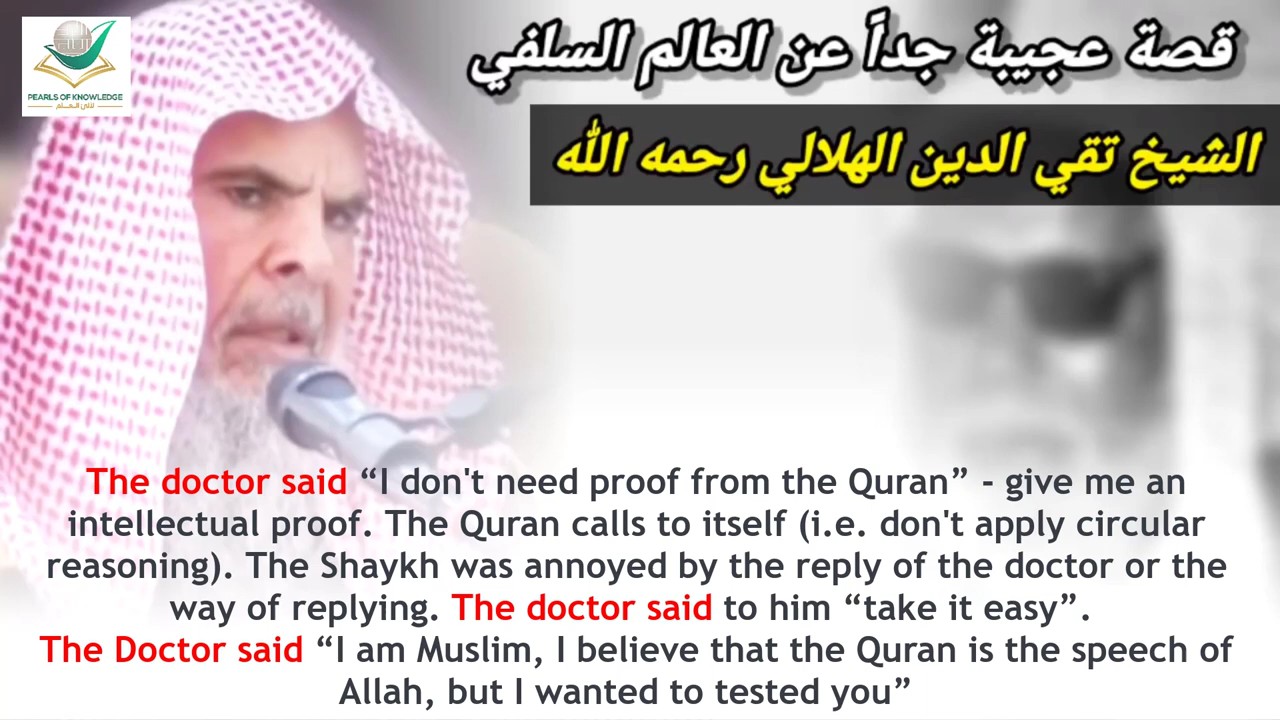 PEARLS OF KNOWLEDGE
لآلئ العلم
قصة عجيبة جداً عن العالم السلفي
الشيخ تقي الدين الهلالي رحمه الله
The doctor said “I don't need proof from the Quran” - give me an
intellectual proof. The Quran calls to itself (i.e. don't apply circular
reasoning). The Shaykh was annoyed by the reply of the doctor or the
way of replying. The doctor said to him “take it easy”.
The Doctor said “I am Muslim, I believe that the Quran is the speech of
Allah, but I wanted to tested you”